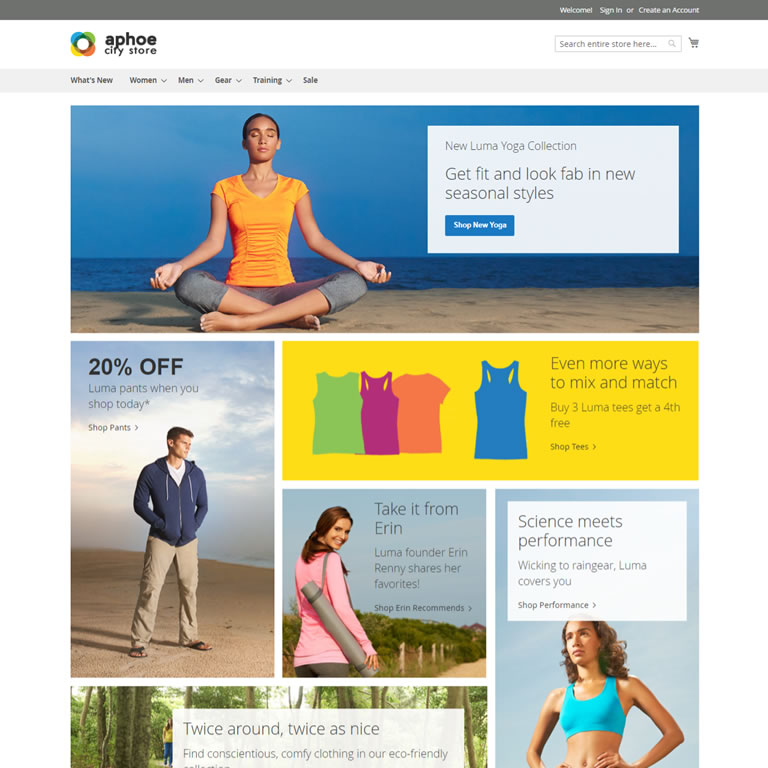 Welcome! Sign In or Create an Account
aphoe
city store
Search entire store here...
What's New Women Men Gear Training Sale
New Luma Yoga Collection
Get fit and look fab in new
seasonal styles
Shop New Yoga
20% OFF
Luma pants when you
shop today*
Shop Pants
Even more ways
to mix and match
Buy 3 Luma tees get a 4th
free
Shop Tees
Take it from
Erin
Luma founder Erin
Renny shares her
favorites!
Shop Erin Recommends
Science meets
performance
Wicking to raingear, Luma
covers you
Shop Performance
Twice around, twice as nice
Find conscientious, comfy clothing in our eco-friendly